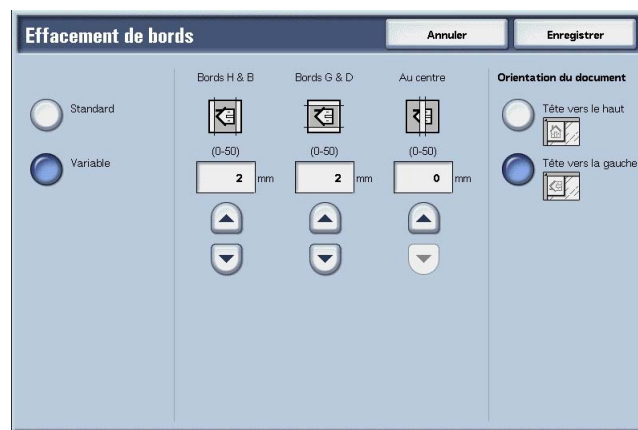 Effacement de bords
Annuler
Enregistrer
Standard
Variable
Bords H & B
(0-50)
2 mm
Bords G & D
(0-50)
2 mm
Au centre
(0-50)
0 mm
Orientation du document
Tête vers le haut
Tête vers la gauche